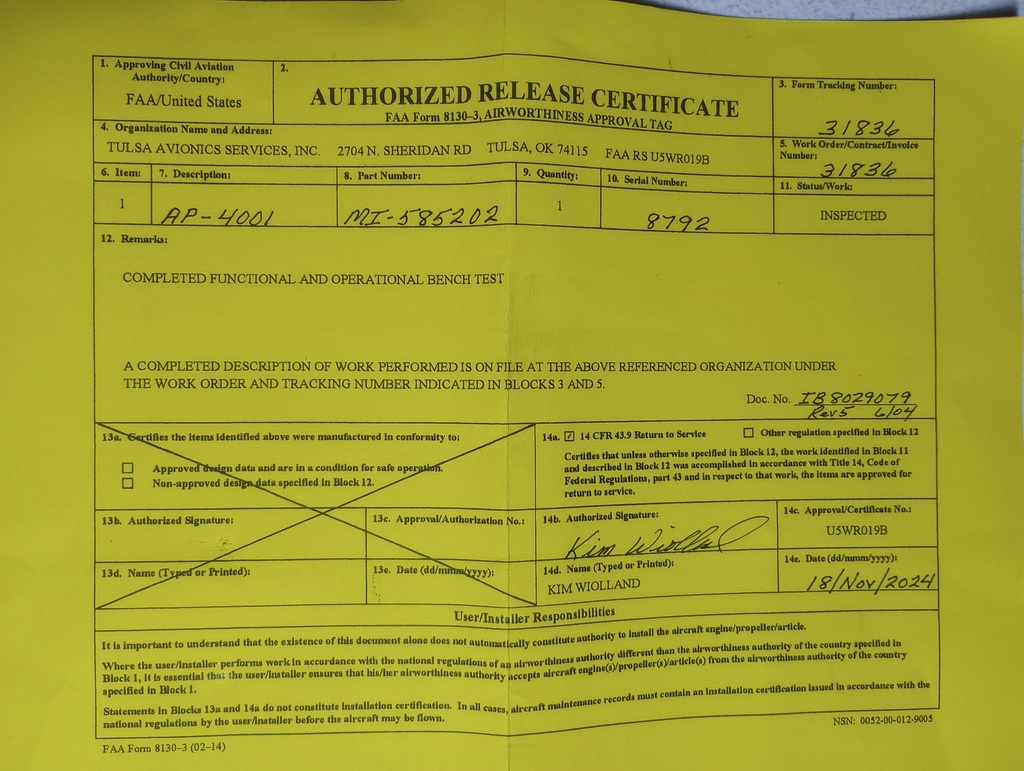 1. Approving Civil Aviation Authority/Country:
FAA/United States
2.
AUTHORIZED RELEASE CERTIFICATE
FAA Form 8130-3, AIRWORTHINESS APPROVAL TAG
3. Form Tracking Number:
31836
4. Organization Name and Address:
TULSA AVIONICS SERVICES, INC. 2704 N. SHERIDAN RD TULSA, OK 74115 FAA RS U5WR019B
5. Work Order/Contract/Invoice Number:
31836
6. Item:
1
7. Description:
AP-4001
8. Part Number:
MI-585202
9. Quantity:
1
10. Serial Number:
8792
11. Status/Work:
INSPECTED
12. Remarks:
COMPLETED FUNCTIONAL AND OPERATIONAL BENCH TEST
A COMPLETED DESCRIPTION OF WORK PERFORMED IS ON FILE AT THE ABOVE REFERENCED ORGANIZATION UNDER
THE WORK ORDER AND TRACKING NUMBER INDICATED IN BLOCKS 3 AND 5.
Doc. No. IB 8029079
Rev 5 6/04
13a. Certifies the items identified above were manufactured in conformity to:
Approved design data and are in a condition for safe operation.
Non-approved design data specified in Block 12.
14a. 14 CFR 43.9 Return to Service Other regulation specified in Block 12
Certifies that unless otherwise specified in Block 12, the work identified in Block 11
and described in Block 12 was accomplished in accordance with Title 14, Code of
Federal Regulations, part 43 and in respect to that work, the items are approved for
return to service.
13b. Authorized Signature:
13c. Approval/Authorization No.:
14b. Authorized Signature:
Kim Wiolland
14c. Approval/Certificate No.:
U5WR019B
13d. Name (Typed or Printed):
13e. Date (dd/mmm/yyyy):
14d. Name (Typed or Printed):
KIM WIOLLAND
14e. Date (dd/mmm/yyyy):
18/Nov/2024
User/Installer Responsibilities
It is important to understand that the existence of this document alone does not automatically constitute authority to install the aircraft engine/propeller/article.
Where the user/installer performs work in accordance with the national regulations of an airworthiness authority different than the airworthiness authority of the country specified in
Block 1, it is essential that the user/installer ensures that his/her airworthiness authority accepts aircraft engine(s)/propeller(s)/article(s) from the airworthiness authority of the country
specified in Block 1.
Statements in Blocks 13a and 14a do not constitute installation certification. In all cases, aircraft maintenance records must contain an installation certification issued in accordance with the
national regulations by the user/installer before the aircraft may be flown.
FAA Form 8130-3 (02-14)
NSN: 0052-00-012-9005